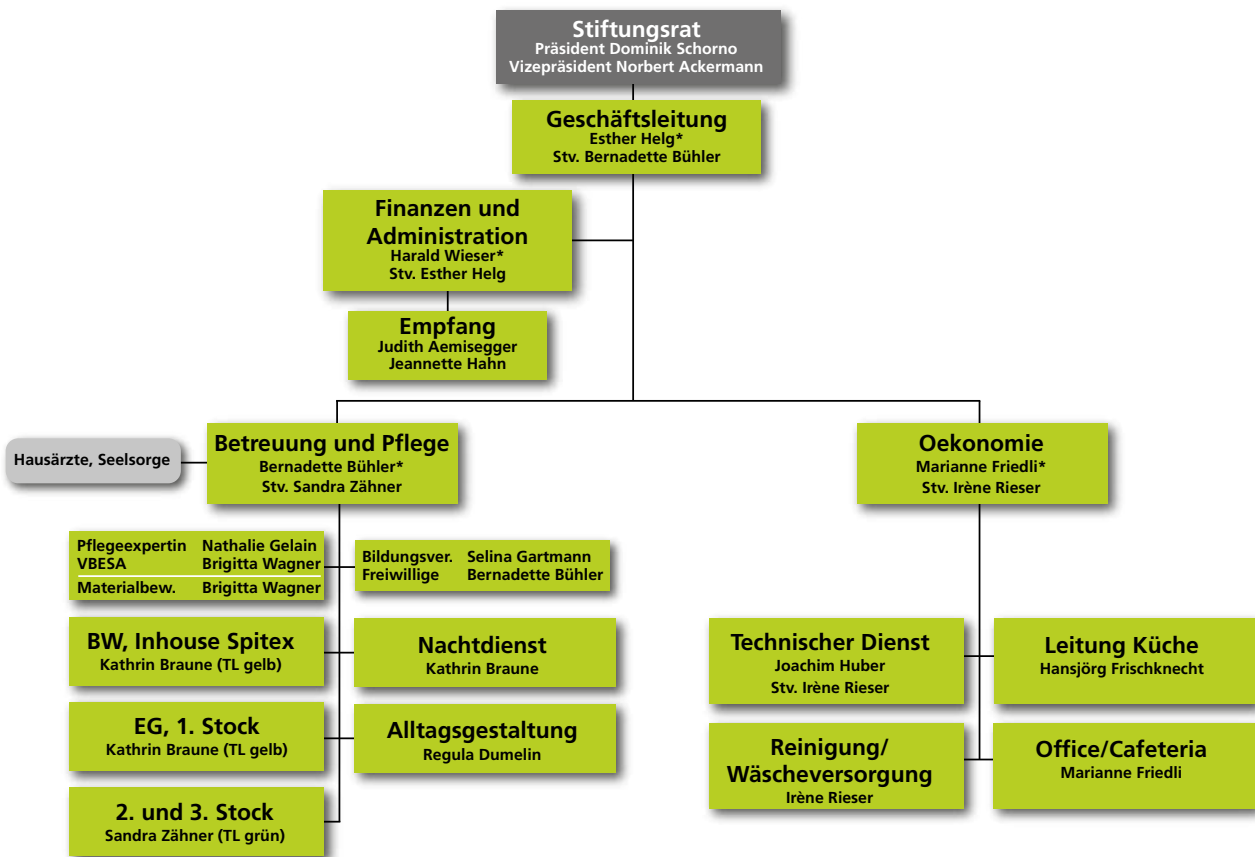 Stiftungsrat
Präsident Dominik Schorno
Vizepräsident Norbert Ackermann
Geschäftsleitung
Esther Helg*
Stv. Bernadette Bühler
Finanzen und
Administration
Harald Wieser*
Stv. Esther Helg
Empfang
Judith Aemisegger
Jeannette Hahn
Hausärzte, Seelsorge
Betreuung und Pflege
Bernadette Bühler*
Stv. Sandra Zähner
Oekonomie
Marianne Friedli*
Stv. Irène Rieser
Pflegeexpertin Nathalie Gelain
VBESA Brigitta Wagner
Materialbew. Brigitta Wagner
Bildungsver. Selina Gartmann
Freiwillige Bernadette Bühler
BW, Inhouse Spitex
Kathrin Braune (TL gelb)
Nachtdienst
Kathrin Braune
Technischer Dienst
Joachim Huber
Stv. Irène Rieser
Leitung Küche
Hansjörg Frischknecht
EG, 1. Stock
Kathrin Braune (TL gelb)
Alltagsgestaltung
Regula Dumelin
Reinigung/
Wäscheversorgung
Irène Rieser
Office/Cafeteria
Marianne Friedli
2. und 3. Stock
Sandra Zähner (TL grün)